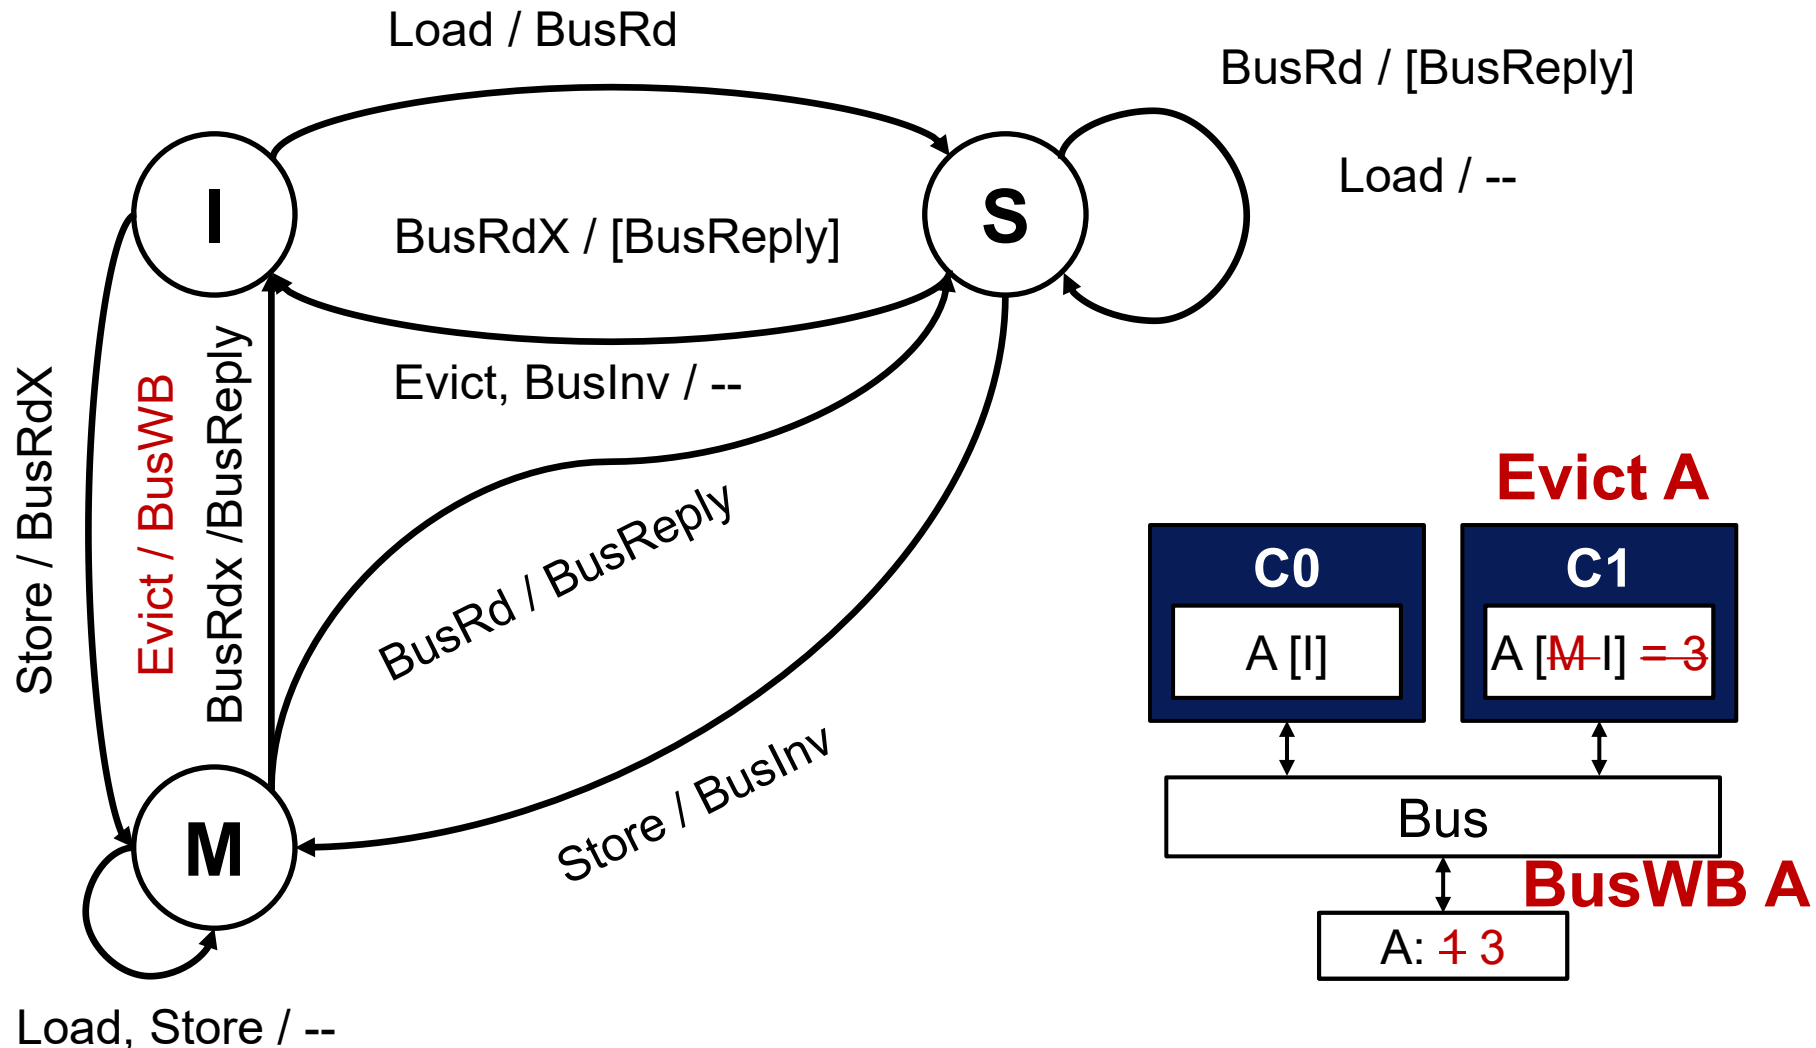 Load / BusRd
BusRd / [BusReply]
Load / --
I
S
BusRdX / [BusReply]
Evict, BusInv / --
Store / BusRdX
Evict / BusWB
BusRdx /BusReply
BusRd / BusReply
Store / BusInv
M
Load, Store / --
Evict A
C0
C1
A [I]
A [M I] = 3
Bus
BusWB A
A: 1 3